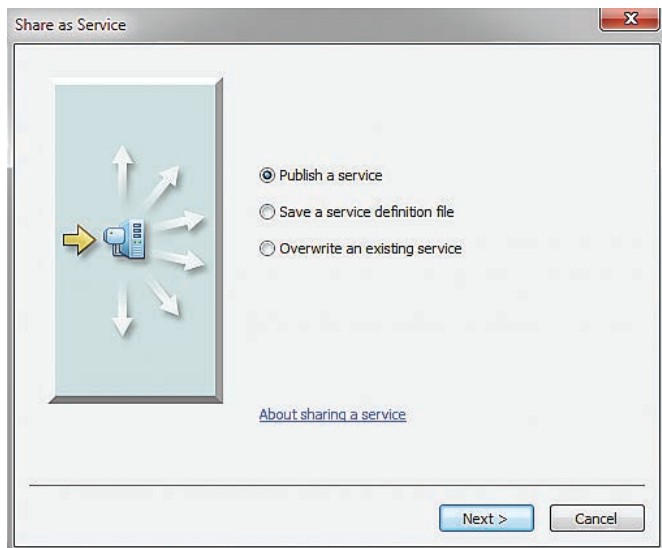 Share as Service
Publish a service
Save a service definition file
Overwrite an existing service
About sharing a service
Next >
Cancel